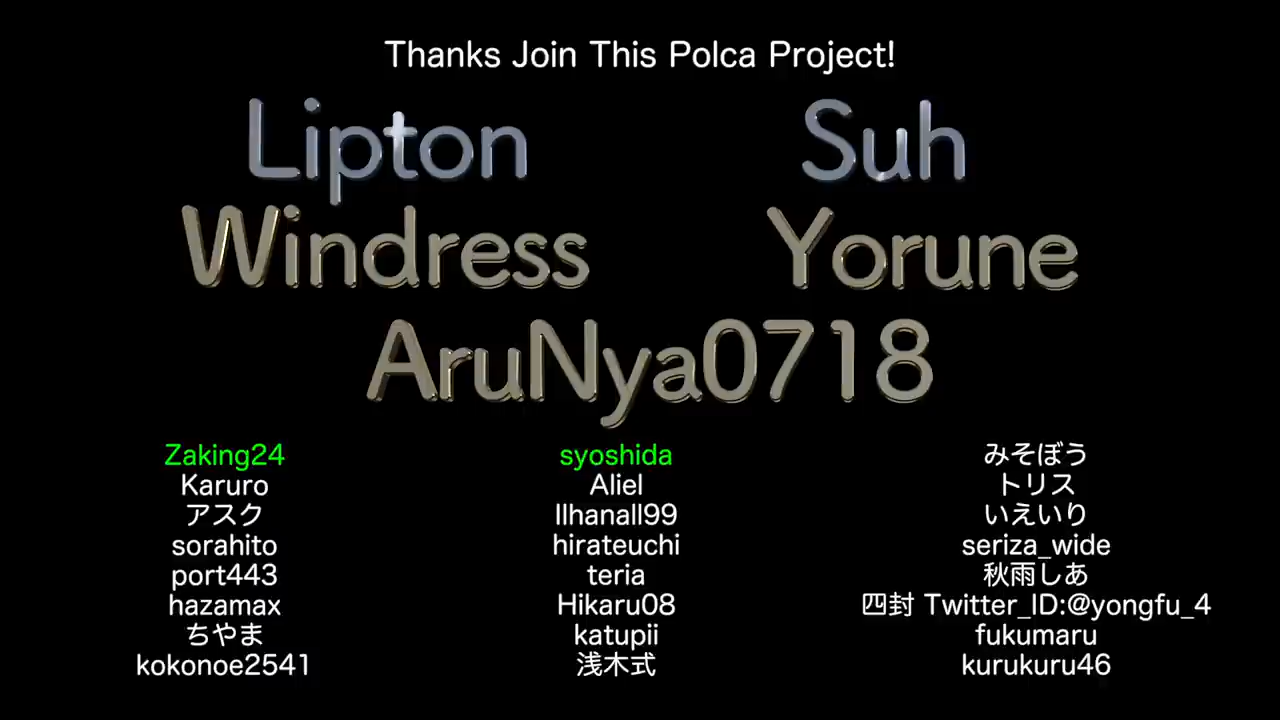 Thanks Join This Polca Project!
Lipton Suh
Windress Yorune
AruNya0718
Zaking24 syoshida みそぼう
Karuro Aliel トリス
アスク Ilhanall99 いえいり
sorahito hirateuchi seriza_wide
port443 teria 秋雨しあ
hazamax Hikaru08 四封 Twitter_ID:@yongfu_4
ちやま katupii fukumaru
kokonoe2541 浅木式 kurukuru46